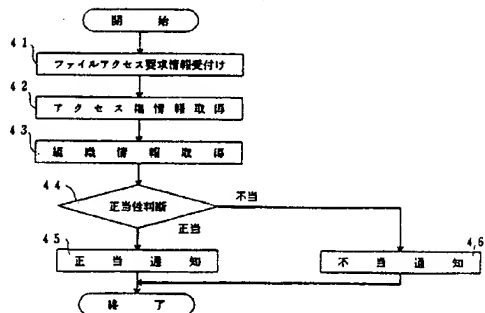 開始
41
ファイルアクセス要求情報受付け
42
アクセス権情報取得
43
組織情報取得
44
正当性判断
不当
正当
45
正当通知
46
不当通知
終了